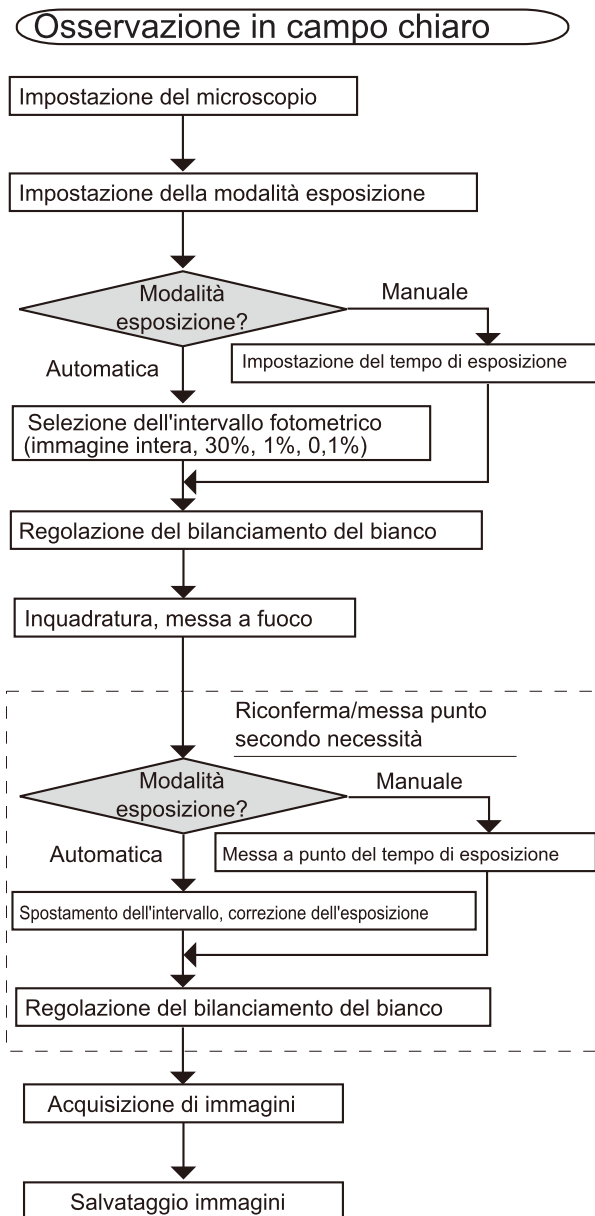 Osservazione in campo chiaro
Impostazione del microscopio
Impostazione della modalità esposizione
Modalità
esposizione?
Manuale
Automatica
Impostazione del tempo di esposizione
Selezione dell'intervallo fotometrico
(immagine intera, 30%, 1%, 0,1%)
Regolazione del bilanciamento del bianco
Inquadratura, messa a fuoco
Riconferma/messa punto
secondo necessità
Modalità
esposizione?
Manuale
Automatica
Messa a punto del tempo di esposizione
Spostamento dell'intervallo, correzione dell'esposizione
Regolazione del bilanciamento del bianco
Acquisizione di immagini
Salvataggio immagini